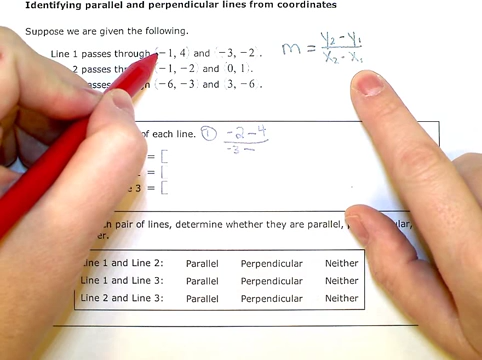 Identifying parallel and perpendicular lines from coordinates
Suppose we are given the following.
Line 1 passes through (−1, 4) and (−3, −2).
2 passes (−1, −2) and (0, 1).
(−6, −3) and (3, −6).
m = y₂ − y₁ / x₂ − x₁
of each line. ① −2 − 4 / −3 −
= [
= [
3 = [
pair of lines, determine whether they are parallel,
Line 1 and Line 2: Parallel Perpendicular Neither
Line 1 and Line 3: Parallel Perpendicular Neither
Line 2 and Line 3: Parallel Perpendicular Neither